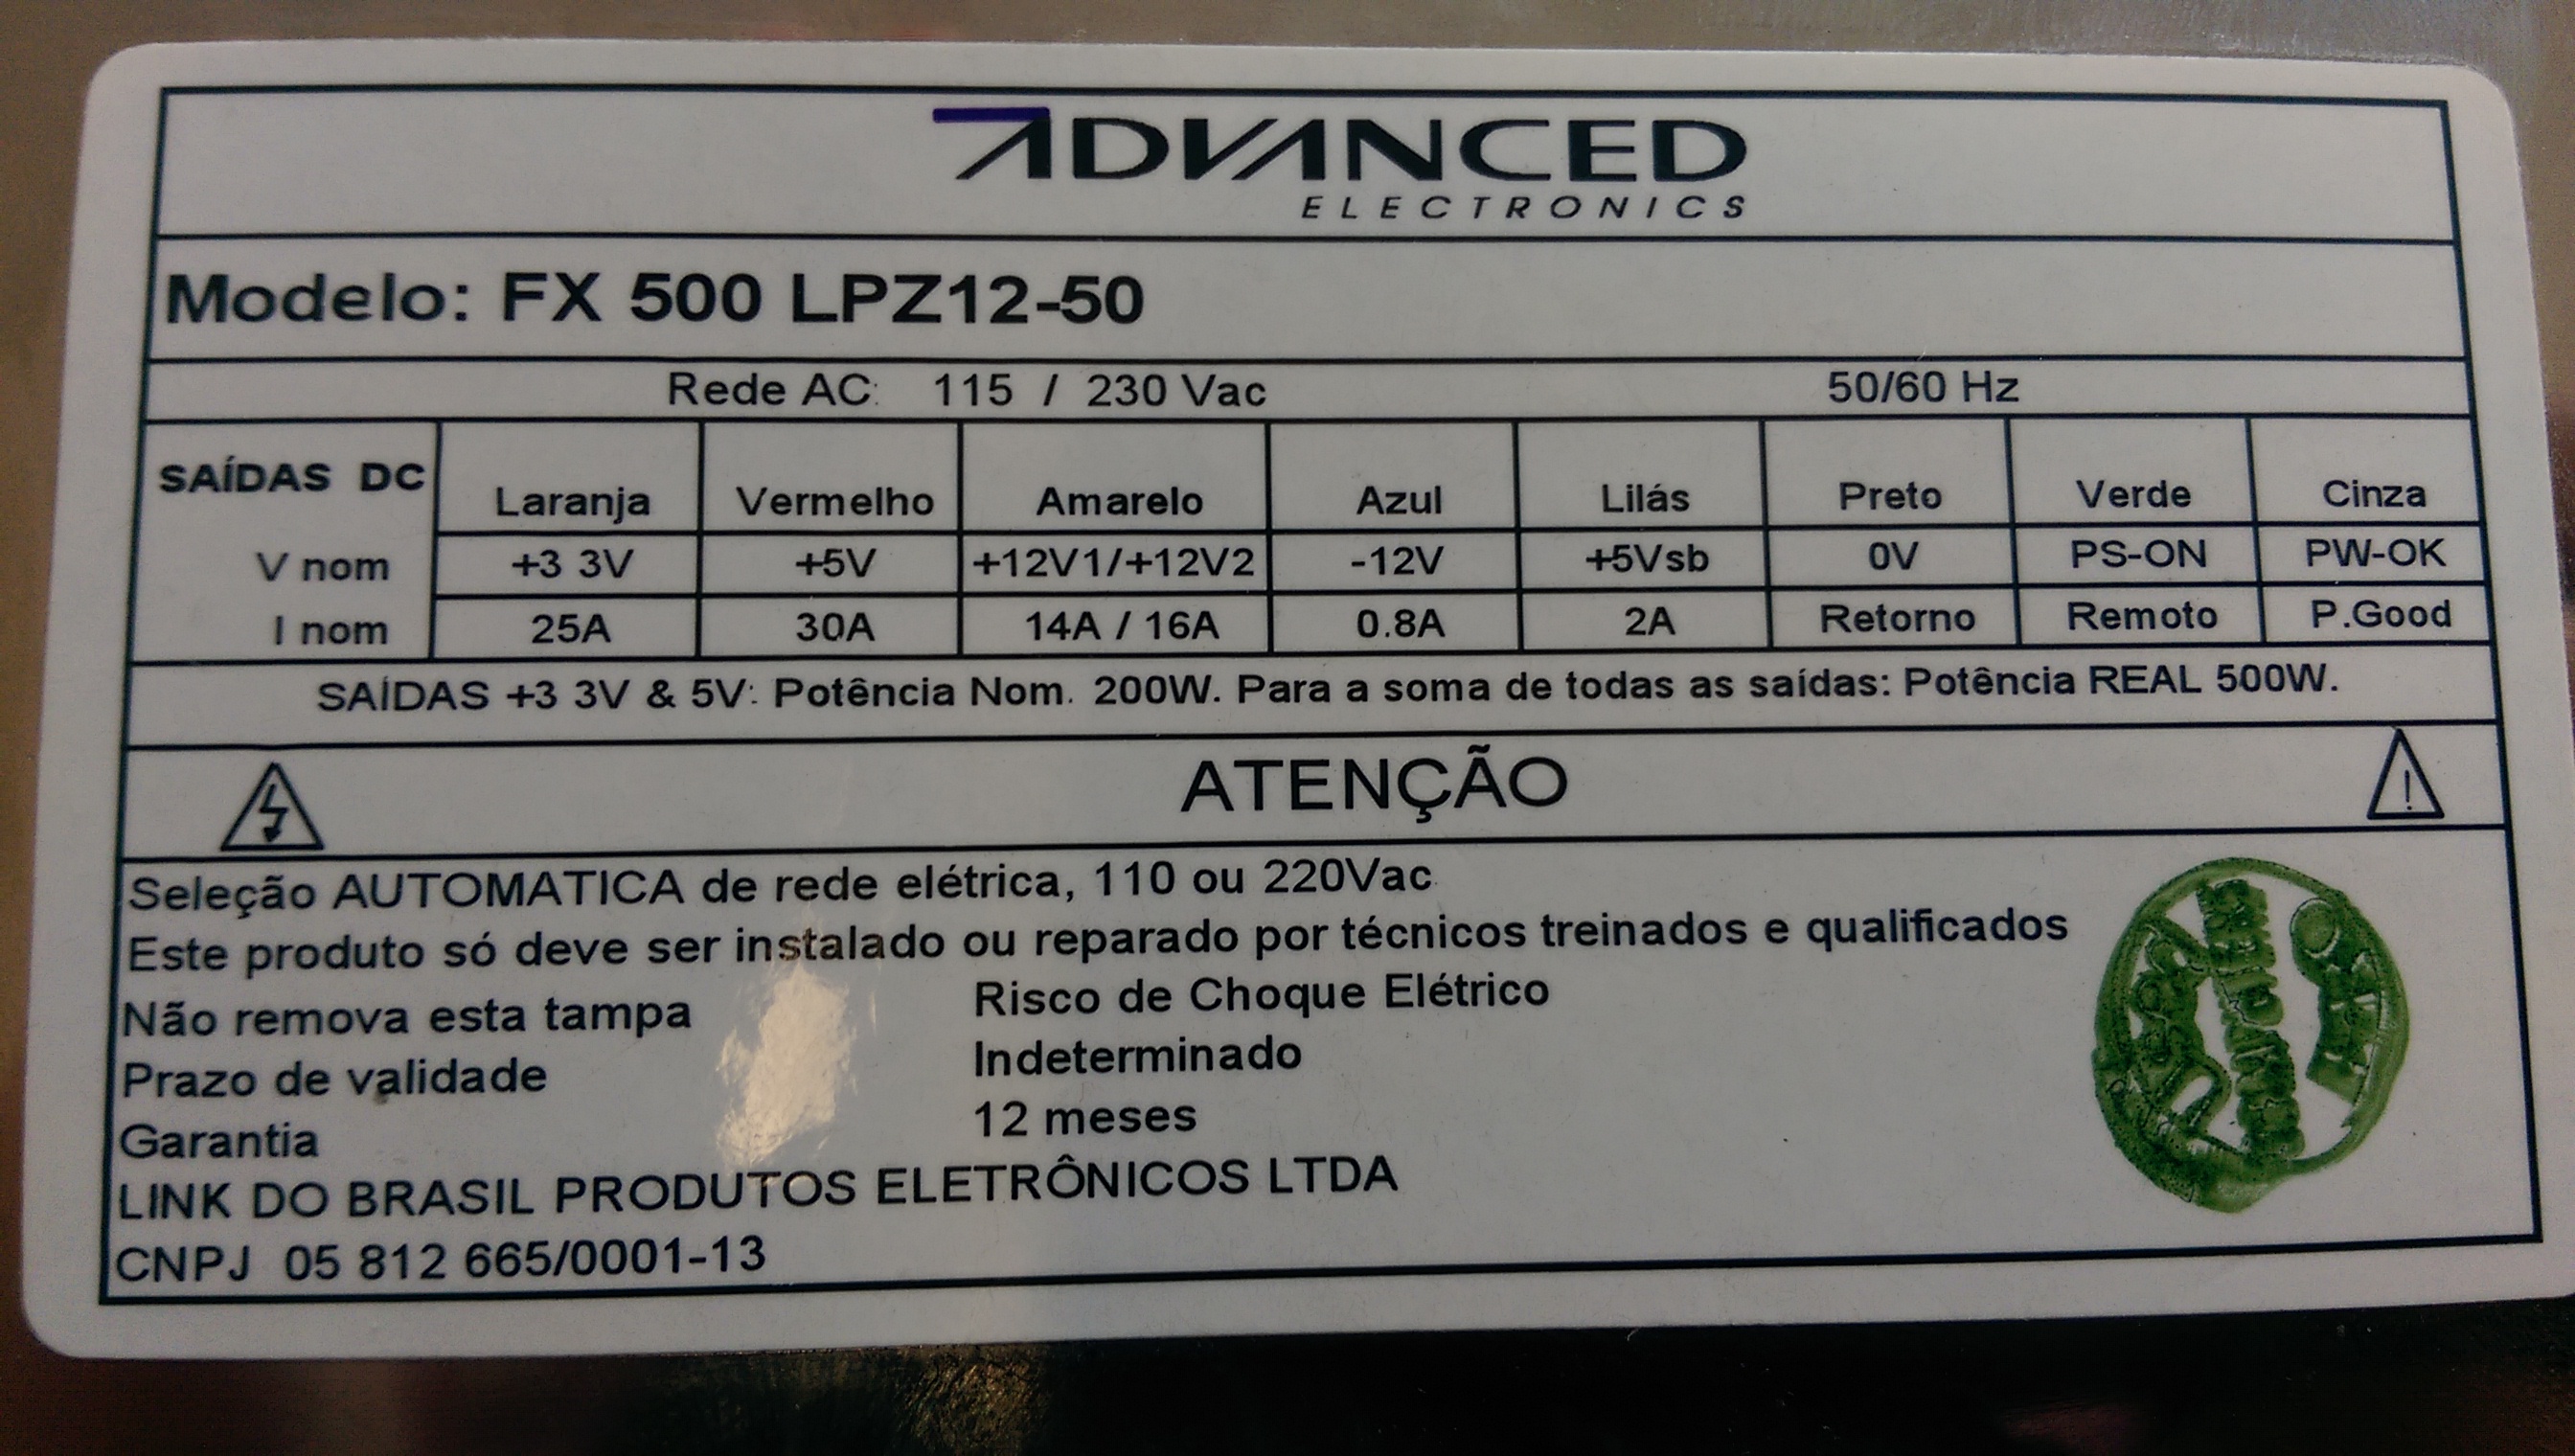 ADVANCED
ELECTRONICS
Modelo: FX 500 LPZ12-50
Rede AC: 115 / 230 Vac 50/60 Hz
SAÍDAS DC Laranja Vermelho Amarelo Azul Lilás Preto Verde Cinza
V nom +3 3V +5V +12V1/+12V2 -12V +5Vsb 0V PS-ON PW-OK
I nom 25A 30A 14A / 16A 0.8A 2A Retorno Remoto P.Good
SAÍDAS +3 3V & 5V: Potência Nom. 200W. Para a soma de todas as saídas: Potência REAL 500W.
ATENÇÃO
Seleção AUTOMATICA de rede elétrica, 110 ou 220Vac
Este produto só deve ser instalado ou reparado por técnicos treinados e qualificados
Não remova esta tampa Risco de Choque Elétrico
Prazo de validade Indeterminado
Garantia 12 meses
LINK DO BRASIL PRODUTOS ELETRÔNICOS LTDA
CNPJ 05 812 665/0001-13